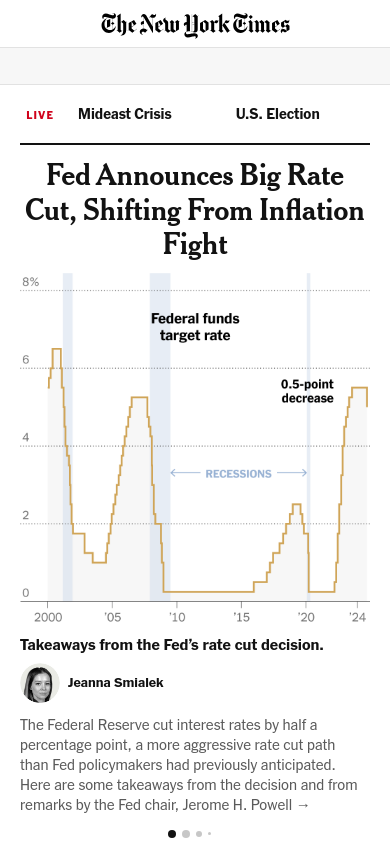 The New York Times
LIVE Mideast Crisis U.S. Election
Fed Announces Big Rate
Cut, Shifting From Inflation
Fight
8%
Federal funds
target rate
6
0.5-point
decrease
4
RECESSIONS
2
0
2000 '05 '10 '15 '20 '24
Takeaways from the Fed's rate cut decision.
Jeanna Smialek
The Federal Reserve cut interest rates by half a
percentage point, a more aggressive rate cut path
than Fed policymakers had previously anticipated.
Here are some takeaways from the decision and from
remarks by the Fed chair, Jerome H. Powell →